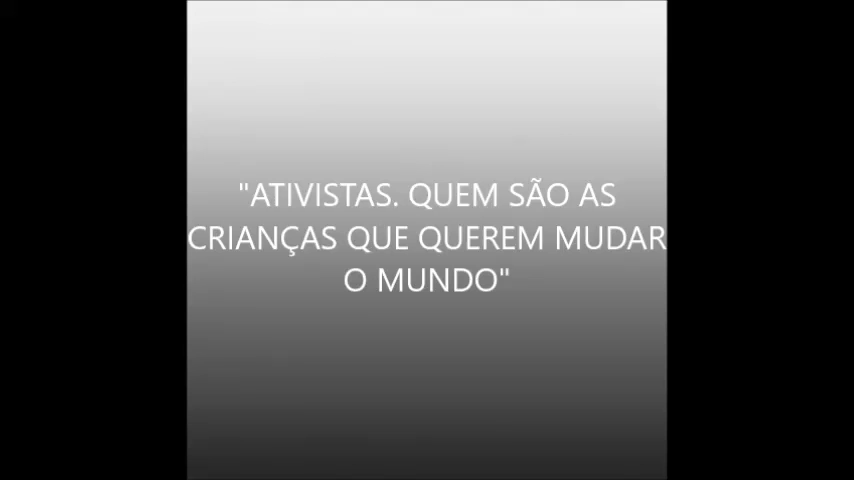 "ATIVISTAS. QUEM SÃO AS
CRIANÇAS QUE QUEREM MUDAR
O MUNDO"